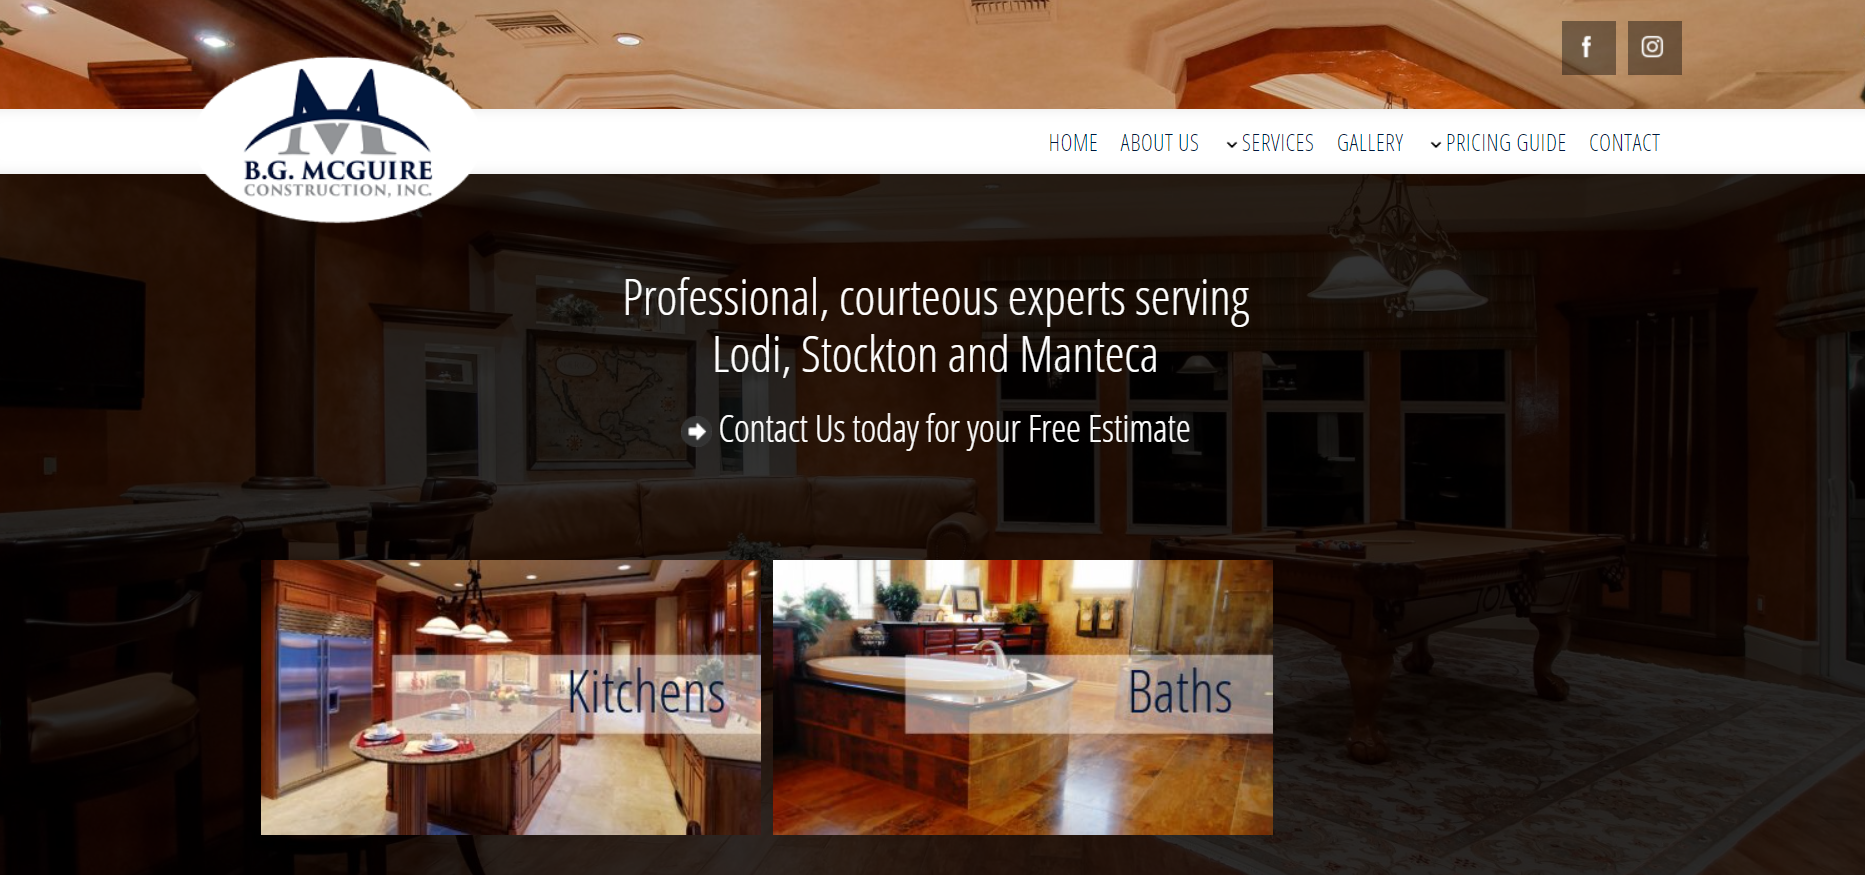 B.G. MCGUIRE
CONSTRUCTION, INC.
HOME ABOUT US SERVICES GALLERY PRICING GUIDE CONTACT
Professional, courteous experts serving
Lodi, Stockton and Manteca
Contact Us today for your Free Estimate
Kitchens
Baths